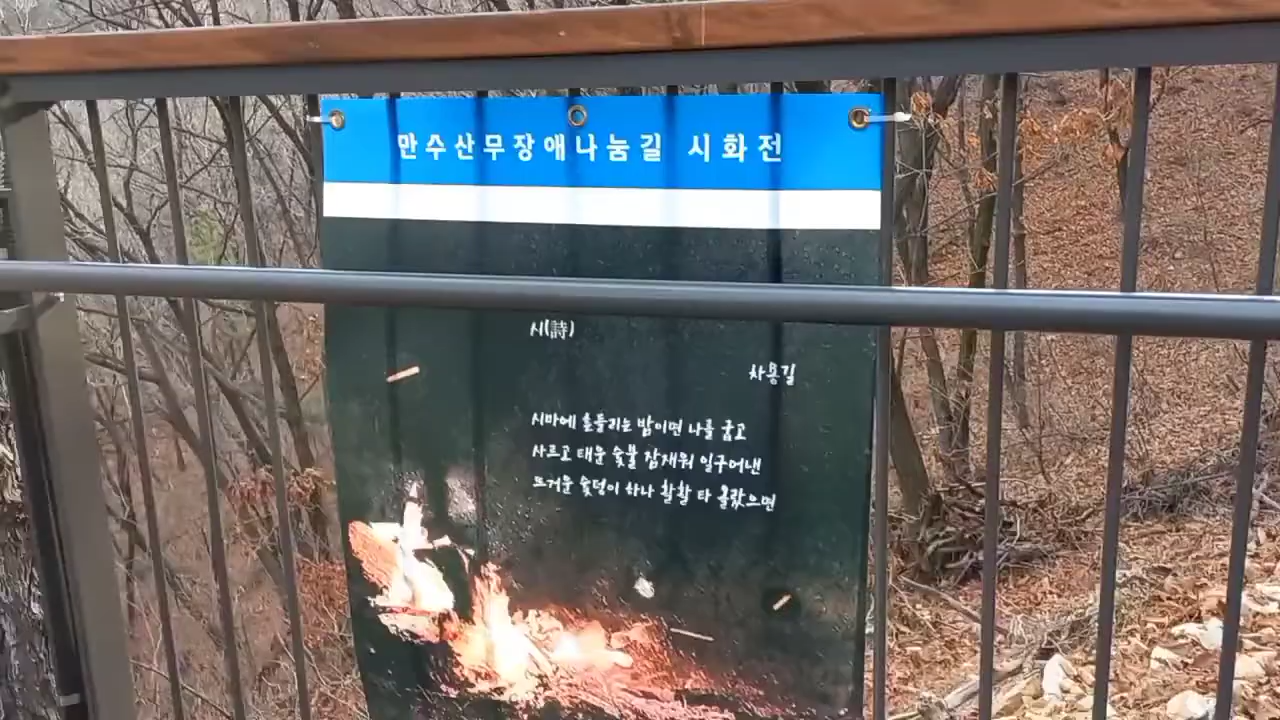 만수산무장애나눔길 시화전
시(詩)
차용길
시마에 흔들리는 밤이면 나를 굽고
사르고 태운 숯불 잠재워 일구어낸
뜨거운 숯덩이 하나 활활 타 올랐으면